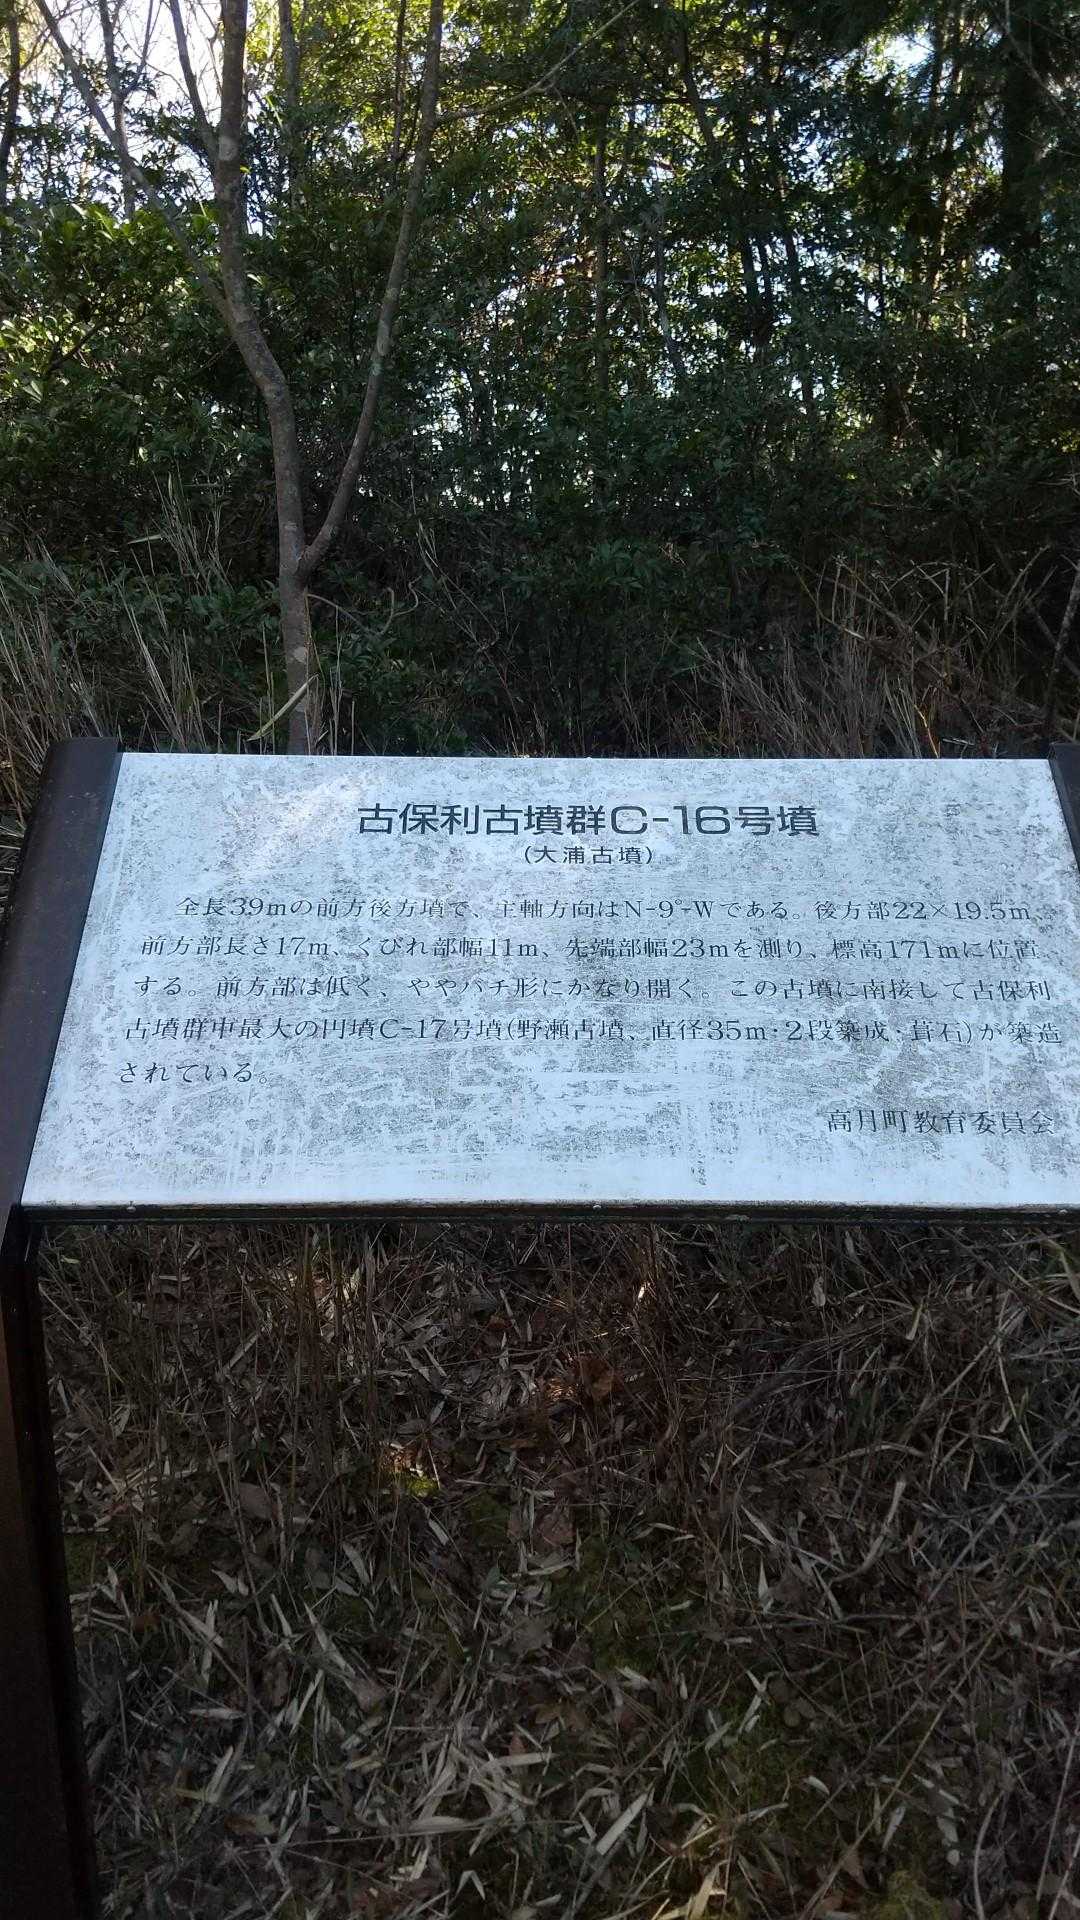 古保利古墳群C-16号墳
(大浦古墳)
全長39mの前方後方墳で、主軸方向はN-9°-Wである。後方部22×19.5m、
前方部長さ17m、くびれ部幅11m、先端部幅23mを測り、標高171mに位置
する。前方部は低く、ややバチ形にかなり開く。この古墳に南接して古保利
古墳群中最大の円墳C-17号墳(野瀬古墳、直径35m·2段築成·葺石)が築造
されている。
高月町教育委員会